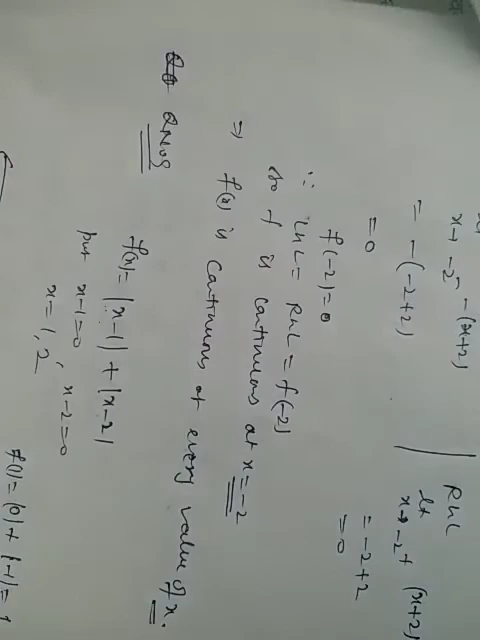 x→ -2⁻ -(x+2)
= -(-2+2)
= 0
RHL
lt
x→ -2⁺ (x+2)
= -2+2
= 0
f(-2)=0
∵ LHL = RHL = f(-2)
so f is continuous at x=-2
⇒ f(x) is continuous at every value of x.
QNo8
f(x)= |x-1| + |x-2|
put x-1=0, x-2=0
x=1, 2
f(1)= |0| + |-1| = 1